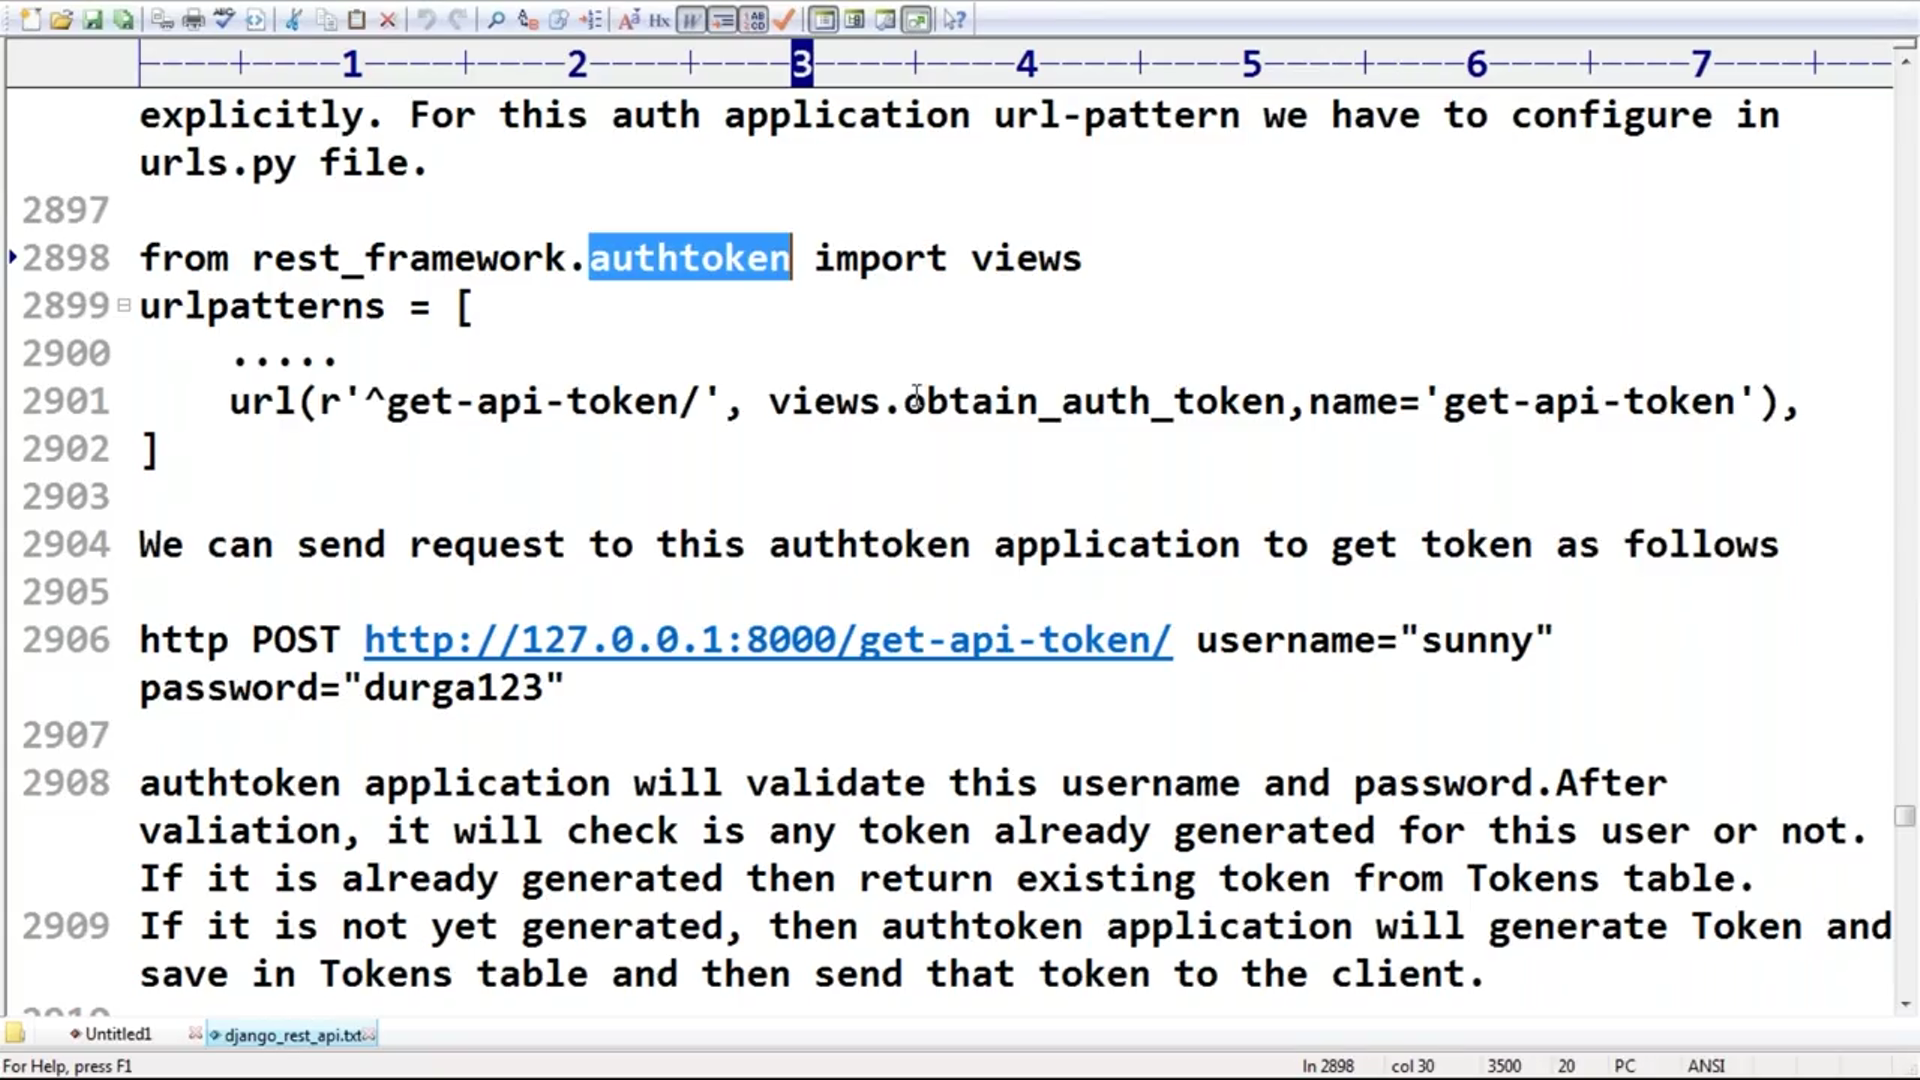 1 2 3 4 5 6 7
explicitly. For this auth application url-pattern we have to configure in
urls.py file.
2897
2898 from rest_framework.authtoken import views
2899 urlpatterns = [
2900 .....
2901 url(r'^get-api-token/', views.obtain_auth_token,name='get-api-token'),
2902 ]
2903
2904 We can send request to this authtoken application to get token as follows
2905
2906 http POST http://127.0.0.1:8000/get-api-token/ username="sunny"
password="durga123"
2907
2908 authtoken application will validate this username and password.After
valiation, it will check is any token already generated for this user or not.
If it is already generated then return existing token from Tokens table.
2909 If it is not yet generated, then authtoken application will generate Token and
save in Tokens table and then send that token to the client.
2910
Untitled1 django_rest_api.txt
For Help, press F1 ln 2898 col 30 3500 20 PC ANSI